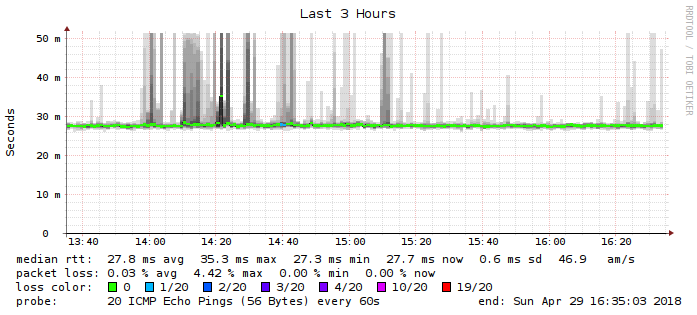 Last 3 Hours
RRDTOOL / TOBI OETIKER
Seconds
50 m
40 m
30 m
20 m
10 m
0
13:40 14:00 14:20 14:40 15:00 15:20 15:40 16:00 16:20
median rtt: 27.8 ms avg 35.3 ms max 27.3 ms min 27.7 ms now 0.6 ms sd 46.9 am/s
packet loss: 0.03 % avg 4.42 % max 0.00 % min 0.00 % now
loss color: 0 1/20 2/20 3/20 4/20 10/20 19/20
probe: 20 ICMP Echo Pings (56 Bytes) every 60s end: Sun Apr 29 16:35:03 2018